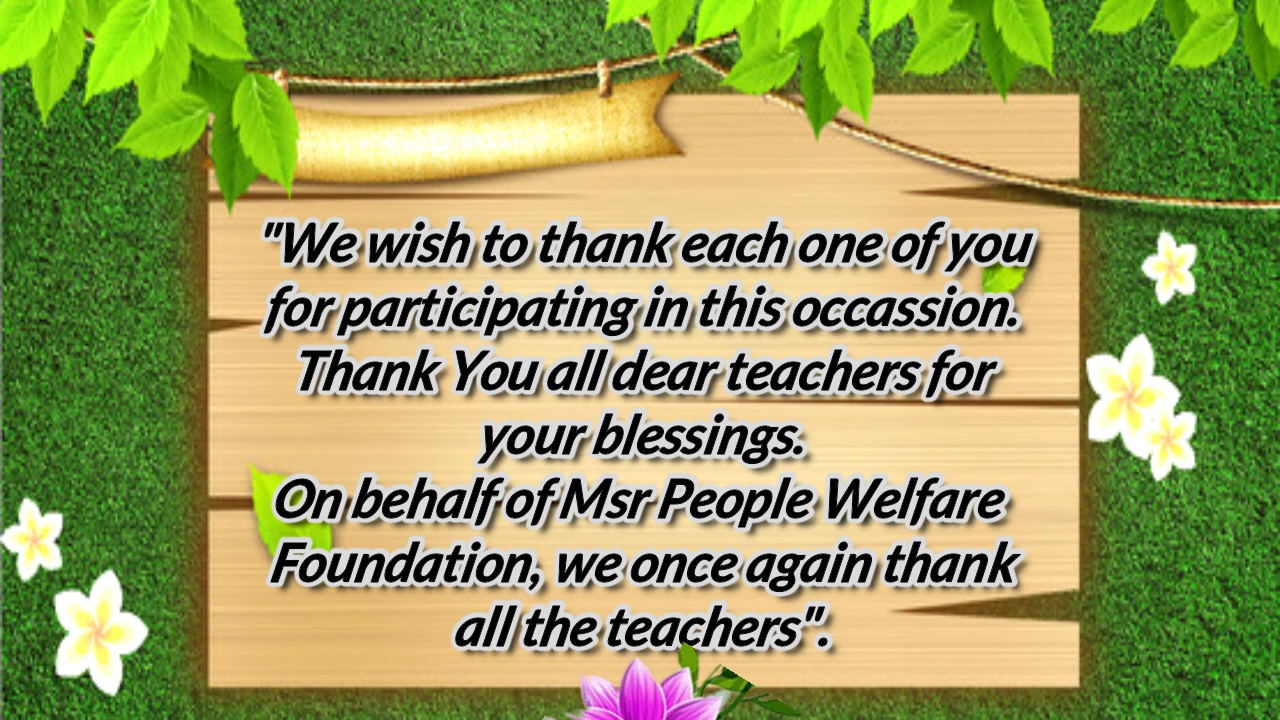 "We wish to thank each one of you
for participating in this occassion.
Thank You all dear teachers for
your blessings.
On behalf of Msr People Welfare
Foundation, we once again thank
all the teachers".